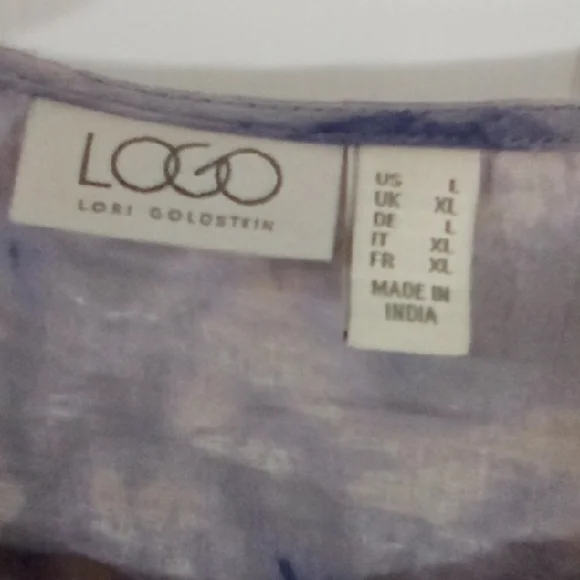 LOGO
LORI GOLDSTEIN
US L
UK XL
DE L
IT XL
FR XL
MADE IN
INDIA